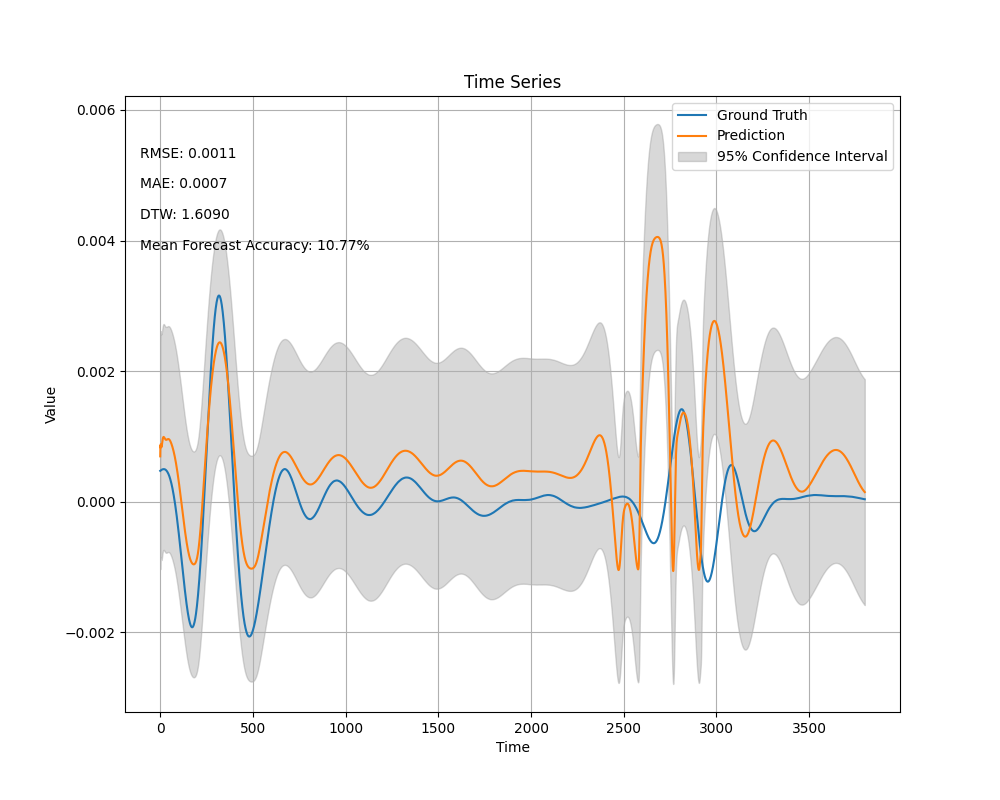 Time Series
Ground Truth
Prediction
95% Confidence Interval
RMSE: 0.0011
MAE: 0.0007
DTW: 1.6090
Mean Forecast Accuracy: 10.77%
0.006
0.004
0.002
0.000
−0.002
Value
0 500 1000 1500 2000 2500 3000 3500
Time